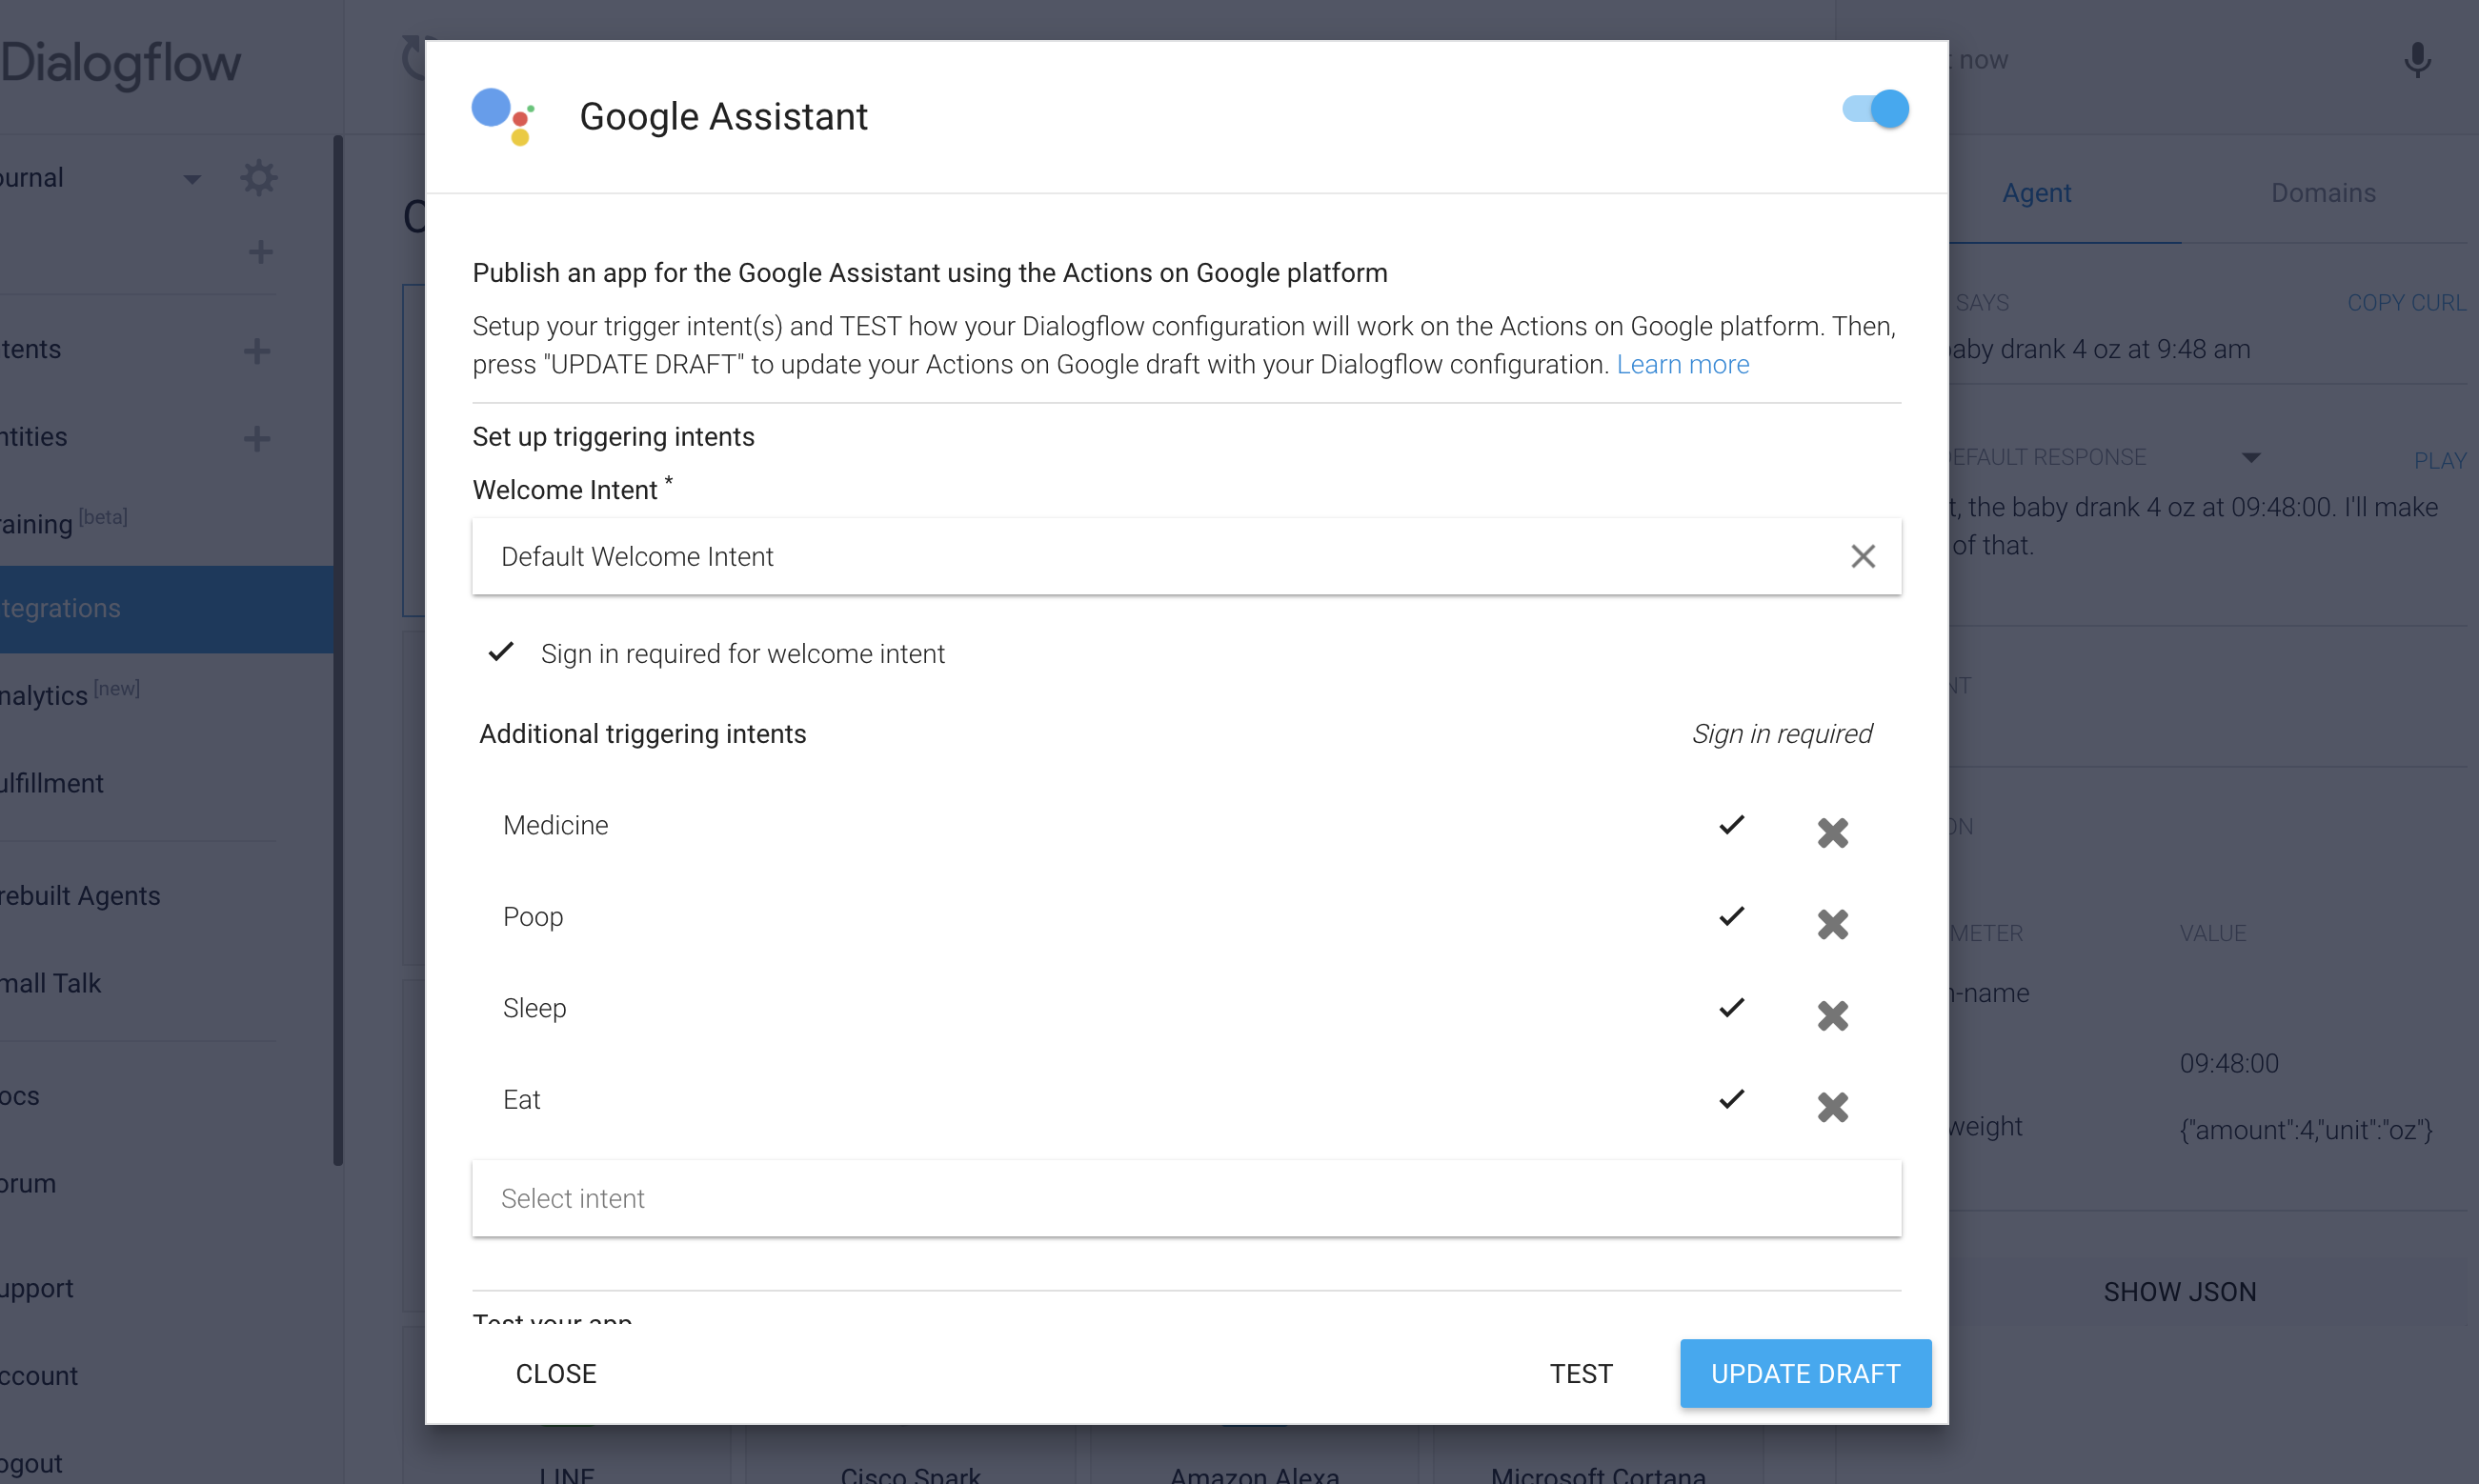 Dialogflow
ournal
tents
ntities
raining [beta]
tegrations
nalytics [new]
ulfillment
rebuilt Agents
mall Talk
ocs
orum
upport
ccount
ogout
Google Assistant
Publish an app for the Google Assistant using the Actions on Google platform
Setup your trigger intent(s) and TEST how your Dialogflow configuration will work on the Actions on Google platform. Then,
press "UPDATE DRAFT" to update your Actions on Google draft with your Dialogflow configuration. Learn more
Set up triggering intents
Welcome Intent *
Default Welcome Intent
Sign in required for welcome intent
Additional triggering intents Sign in required
Medicine
Poop
Sleep
Eat
Select intent
Test your app
CLOSE TEST UPDATE DRAFT
LINE Cisco Spark Amazon Alexa Microsoft Cortana
now
Agent Domains
SAYS COPY CURL
aby drank 4 oz at 9:48 am
EFAULT RESPONSE PLAY
t, the baby drank 4 oz at 09:48:00. I'll make
of that.
NT
ON
METER VALUE
n-name
09:48:00
weight {"amount":4,"unit":"oz"}
SHOW JSON